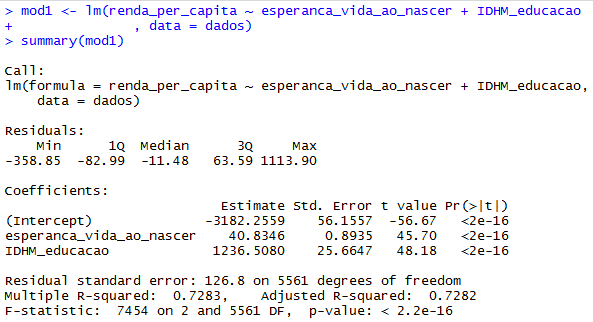 > mod1 <- lm(renda_per_capita ~ esperanca_vida_ao_nascer + IDHM_educacao
+             , data = dados)
> summary(mod1)

Call:
lm(formula = renda_per_capita ~ esperanca_vida_ao_nascer + IDHM_educacao,
    data = dados)

Residuals:
    Min      1Q  Median      3Q     Max
-358.85  -82.99  -11.48   63.59 1113.90

Coefficients:
                           Estimate Std. Error t value Pr(>|t|)
(Intercept)              -3182.2559    56.1557  -56.67   <2e-16
esperanca_vida_ao_nascer    40.8346     0.8935   45.70   <2e-16
IDHM_educacao             1236.5080    25.6647   48.18   <2e-16

Residual standard error: 126.8 on 5561 degrees of freedom
Multiple R-squared:  0.7283,    Adjusted R-squared:  0.7282
F-statistic:  7454 on 2 and 5561 DF,  p-value: < 2.2e-16